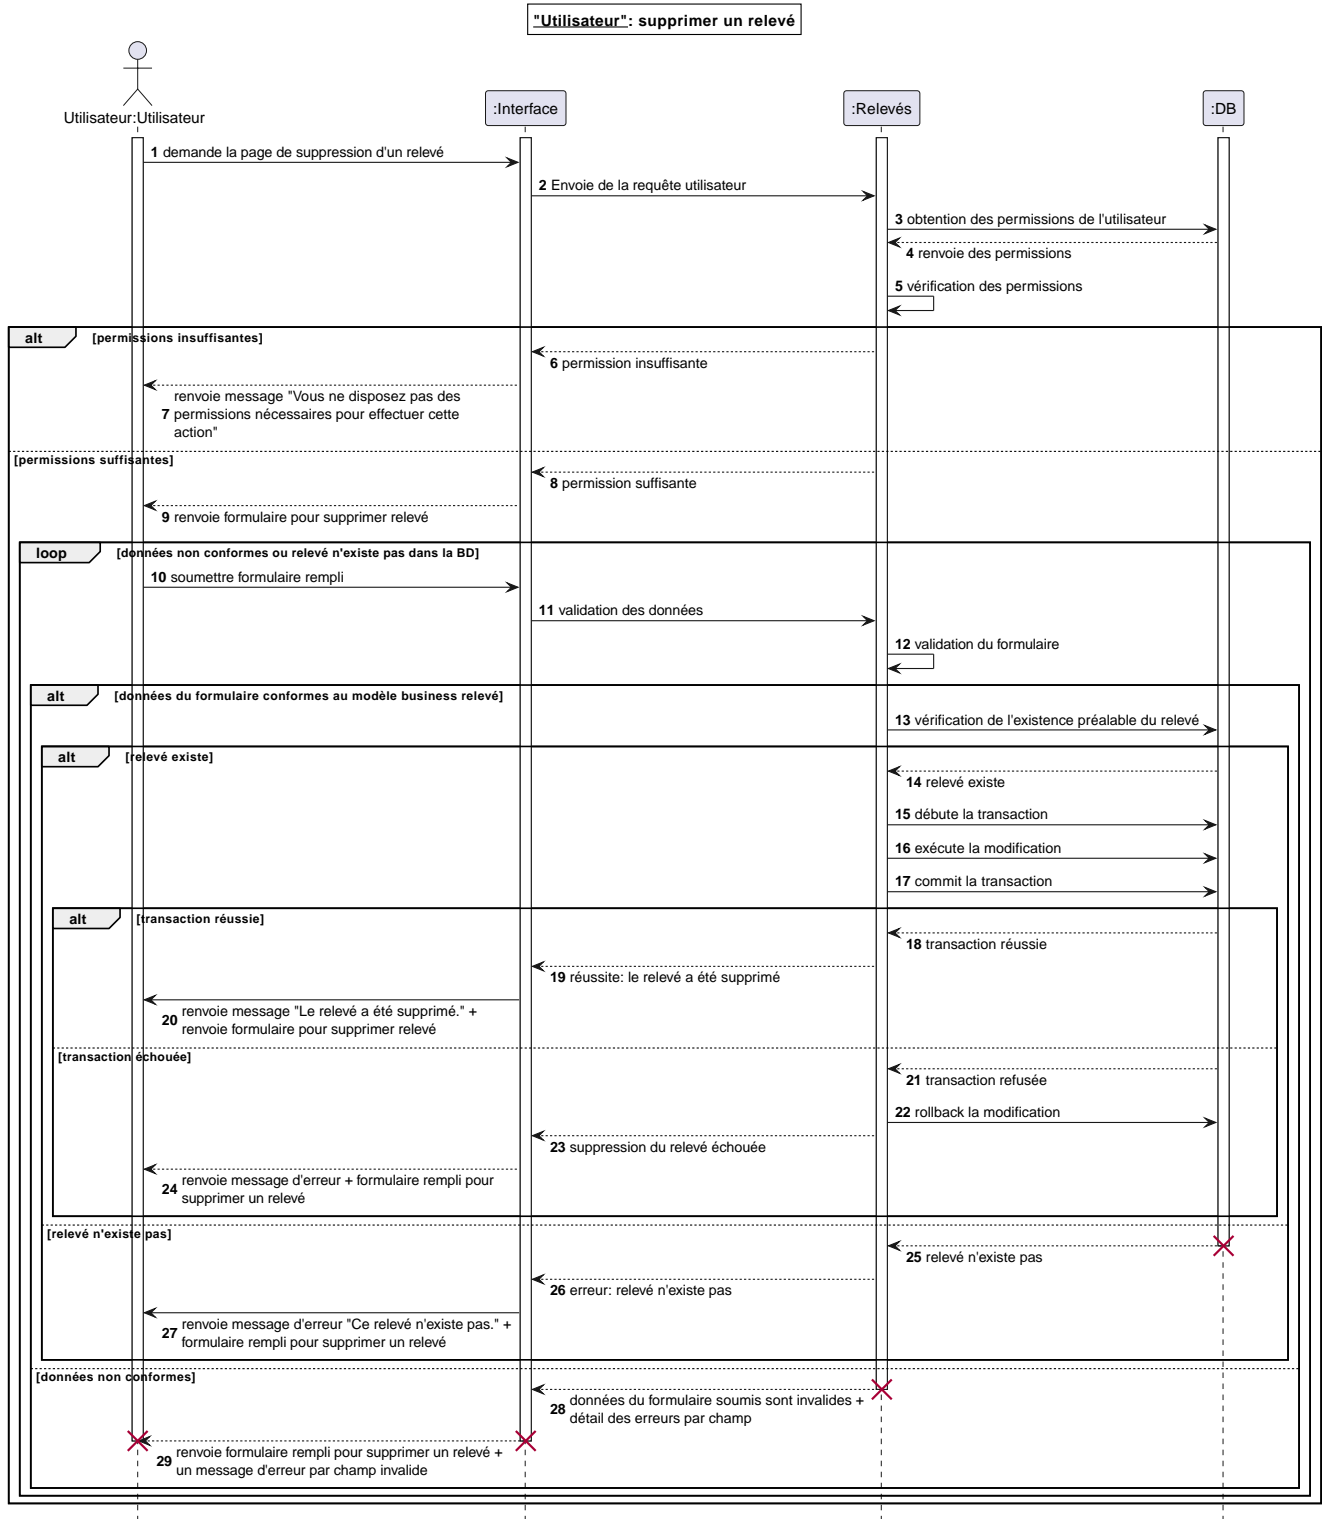 "Utilisateur": supprimer un relevé
Utilisateur:Utilisateur
:Interface
:Relevés
:DB
1 demande la page de suppression d'un relevé
2 Envoie de la requête utilisateur
3 obtention des permissions de l'utilisateur
4 renvoie des permissions
5 vérification des permissions
alt [permissions insuffisantes]
6 permission insuffisante
renvoie message "Vous ne disposez pas des
7 permissions nécessaires pour effectuer cette
action"
[permissions suffisantes]
8 permission suffisante
9 renvoie formulaire pour supprimer relevé
loop [données non conformes ou relevé n'existe pas dans la BD]
10 soumettre formulaire rempli
11 validation des données
12 validation du formulaire
alt [données du formulaire conformes au modèle business relevé]
13 vérification de l'existence préalable du relevé
alt [relevé existe]
14 relevé existe
15 débute la transaction
16 exécute la modification
17 commit la transaction
alt [transaction réussie]
18 transaction réussie
19 réussite: le relevé a été supprimé
20 renvoie message "Le relevé a été supprimé." +
renvoie formulaire pour supprimer relevé
[transaction échouée]
21 transaction refusée
22 rollback la modification
23 suppression du relevé échouée
24 renvoie message d'erreur + formulaire rempli pour
supprimer un relevé
[relevé n'existe pas]
25 relevé n'existe pas
26 erreur: relevé n'existe pas
27 renvoie message d'erreur "Ce relevé n'existe pas." +
formulaire rempli pour supprimer un relevé
[données non conformes]
28 données du formulaire soumis sont invalides +
détail des erreurs par champ
29 renvoie formulaire rempli pour supprimer un relevé +
un message d'erreur par champ invalide